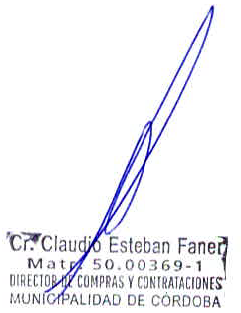 Cr. Claudio Esteban Faner
Matr. 50.00369-1
DIRECTOR DE COMPRAS Y CONTRATACIONES
MUNICIPALIDAD DE CÓRDOBA